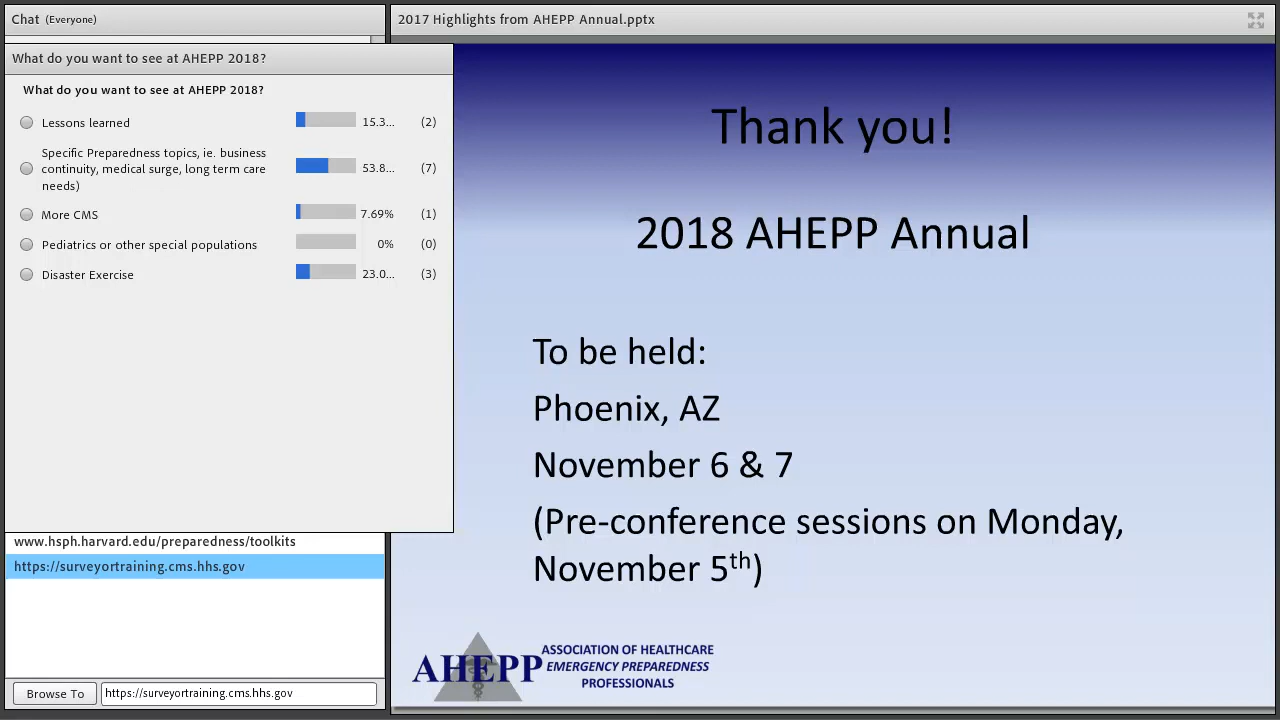 Chat (Everyone)
2017 Highlights from AHEPP Annual.pptx
What do you want to see at AHEPP 2018?
What do you want to see at AHEPP 2018?
Lessons learned 15.3... (2)
Specific Preparedness topics, ie. business
continuity, medical surge, long term care 53.8... (7)
needs)
More CMS 7.69% (1)
Pediatrics or other special populations 0% (0)
Disaster Exercise 23.0... (3)
www.hsph.harvard.edu/preparedness/toolkits
https://surveyortraining.cms.hhs.gov
Browse To https://surveyortraining.cms.hhs.gov
Thank you!
2018 AHEPP Annual
To be held:
Phoenix, AZ
November 6 & 7
(Pre-conference sessions on Monday,
November 5th)
AHEPP
ASSOCIATION OF HEALTHCARE
EMERGENCY PREPAREDNESS
PROFESSIONALS